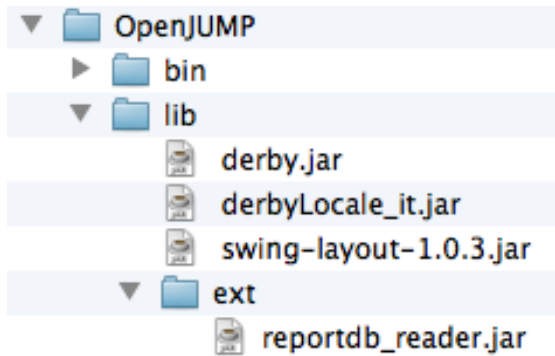 OpenJUMP
bin
lib
derby.jar
derbyLocale_it.jar
swing-layout-1.0.3.jar
ext
reportdb_reader.jar